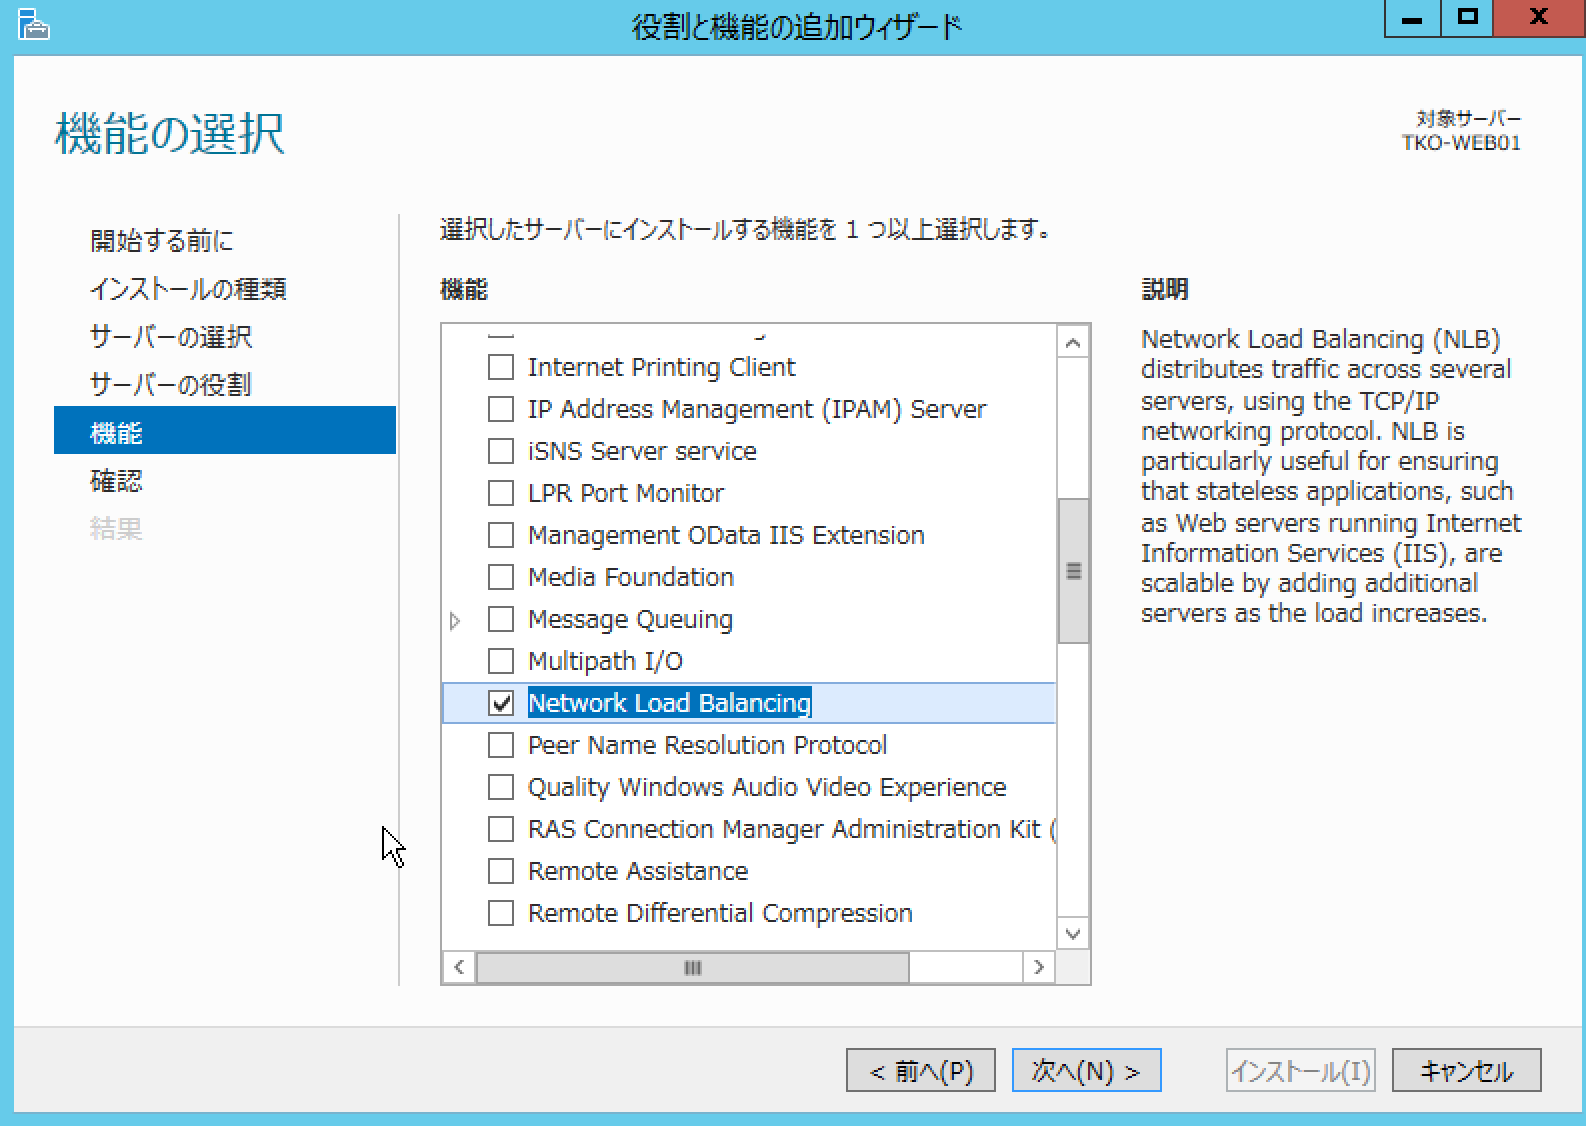 役割と機能の追加ウィザード
機能の選択
対象サーバー
TKO-WEB01
開始する前に
インストールの種類
サーバーの選択
サーバーの役割
機能
確認
結果
選択したサーバーにインストールする機能を 1 つ以上選択します。
機能
Internet Printing Client
IP Address Management (IPAM) Server
iSNS Server service
LPR Port Monitor
Management OData IIS Extension
Media Foundation
Message Queuing
Multipath I/O
Network Load Balancing
Peer Name Resolution Protocol
Quality Windows Audio Video Experience
RAS Connection Manager Administration Kit (
Remote Assistance
Remote Differential Compression
説明
Network Load Balancing (NLB)
distributes traffic across several
servers, using the TCP/IP
networking protocol. NLB is
particularly useful for ensuring
that stateless applications, such
as Web servers running Internet
Information Services (IIS), are
scalable by adding additional
servers as the load increases.
< 前へ(P)
次へ(N) >
インストール(I)
キャンセル